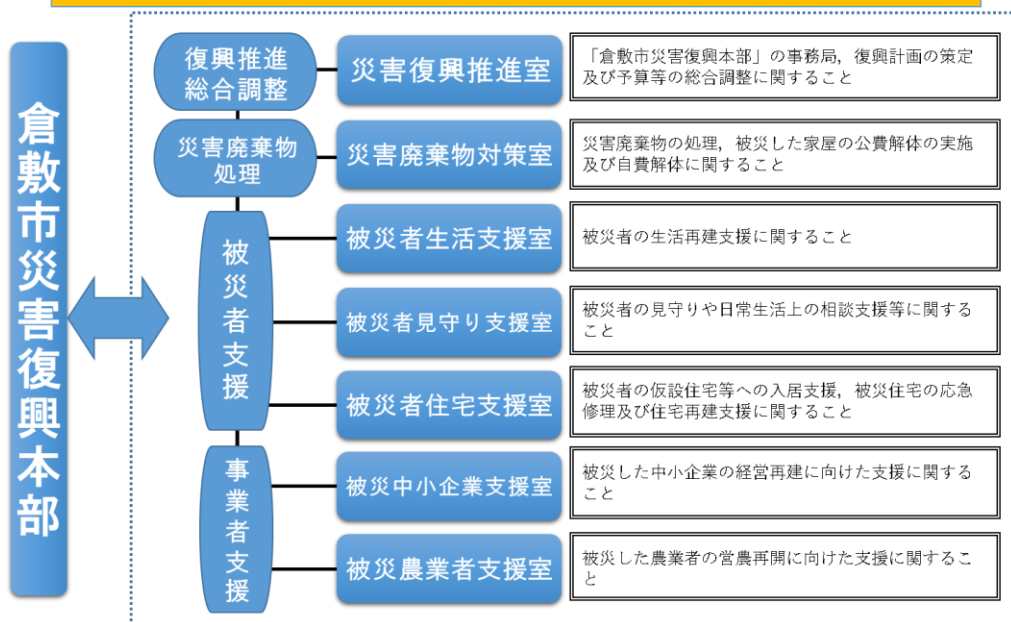 倉敷市災害復興本部
復興推進
総合調整
災害復興推進室
「倉敷市災害復興本部」の事務局，復興計画の策定
及び予算等の総合調整に関すること
災害廃棄物
処理
災害廃棄物対策室
災害廃棄物の処理，被災した家屋の公費解体の実施
及び自費解体に関すること
被災者支援
被災者生活支援室
被災者の生活再建支援に関すること
被災者見守り支援室
被災者の見守りや日常生活上の相談支援等に関する
こと
被災者住宅支援室
被災者の仮設住宅等への入居支援，被災住宅の応急
修理及び住宅再建支援に関すること
事業者支援
被災中小企業支援室
被災した中小企業の経営再建に向けた支援に関する
こと
被災農業者支援室
被災した農業者の営農再開に向けた支援に関するこ
と